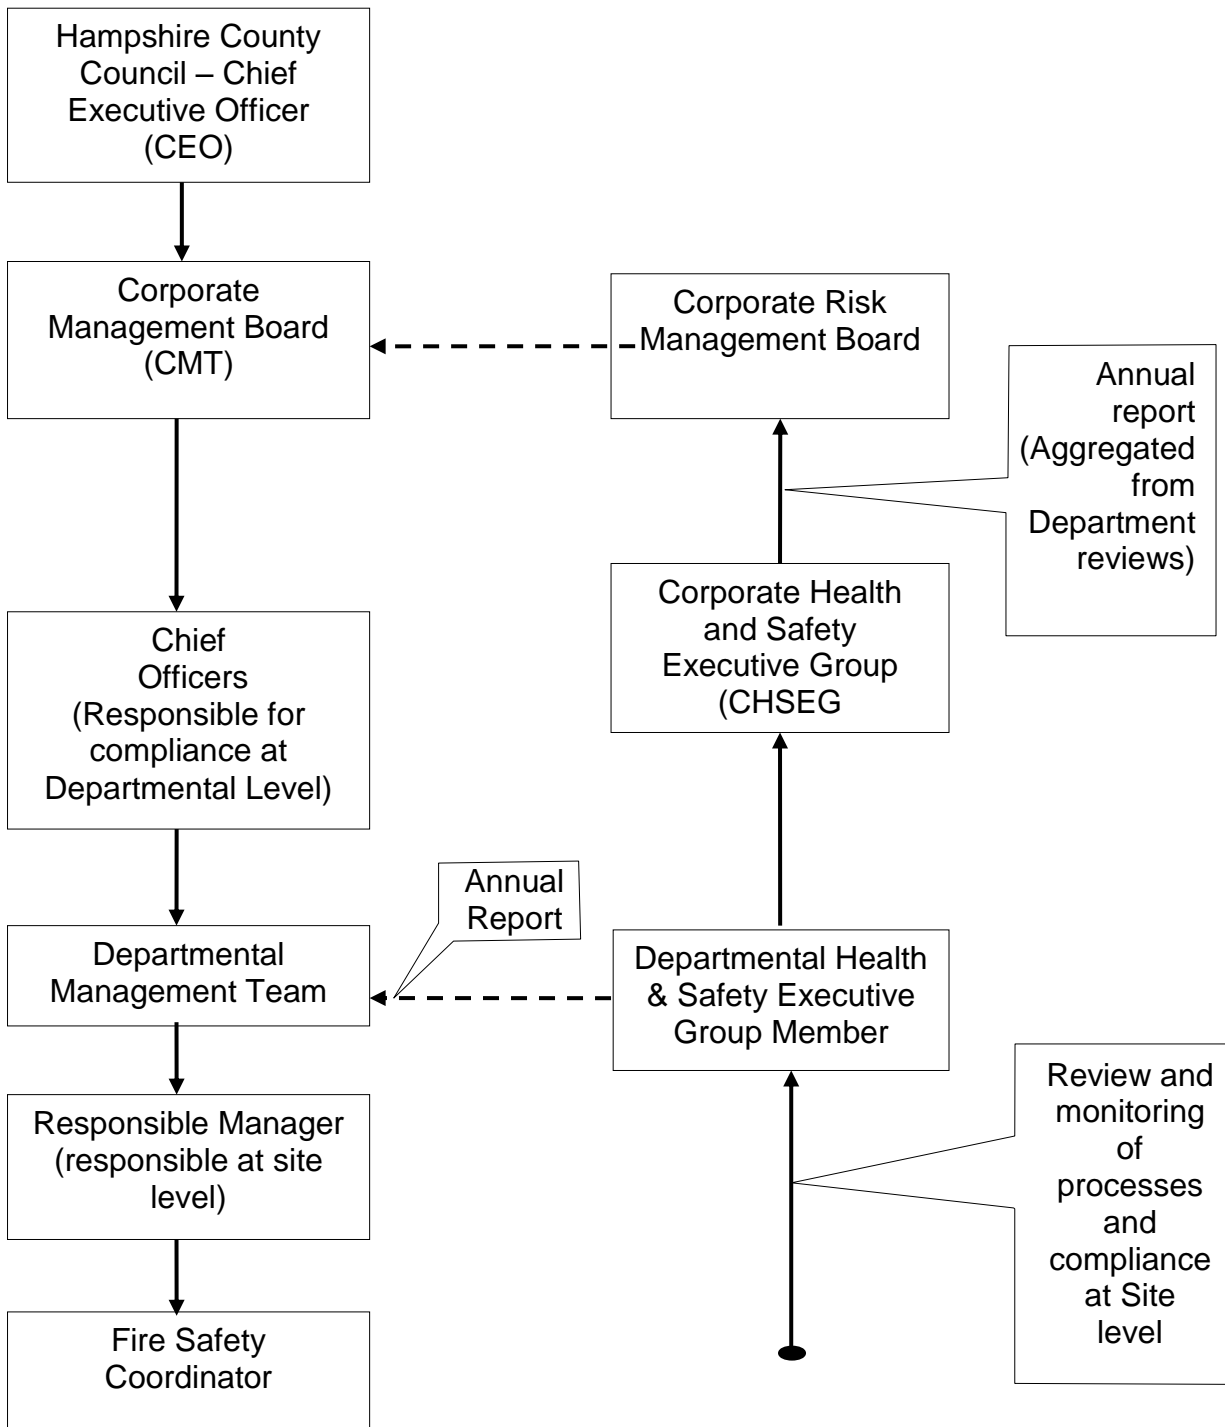 Hampshire County
Council – Chief
Executive Officer
(CEO)
Corporate
Management Board
(CMT)
Corporate Risk
Management Board
Annual
report
(Aggregated
from
Department
reviews)
Corporate Health
and Safety
Executive Group
(CHSEG
Chief
Officers
(Responsible for
compliance at
Departmental Level)
Annual
Report
Departmental
Management Team
Departmental Health
& Safety Executive
Group Member
Responsible Manager
(responsible at site
level)
Review and
monitoring
of
processes
and
compliance
at Site
level
Fire Safety
Coordinator